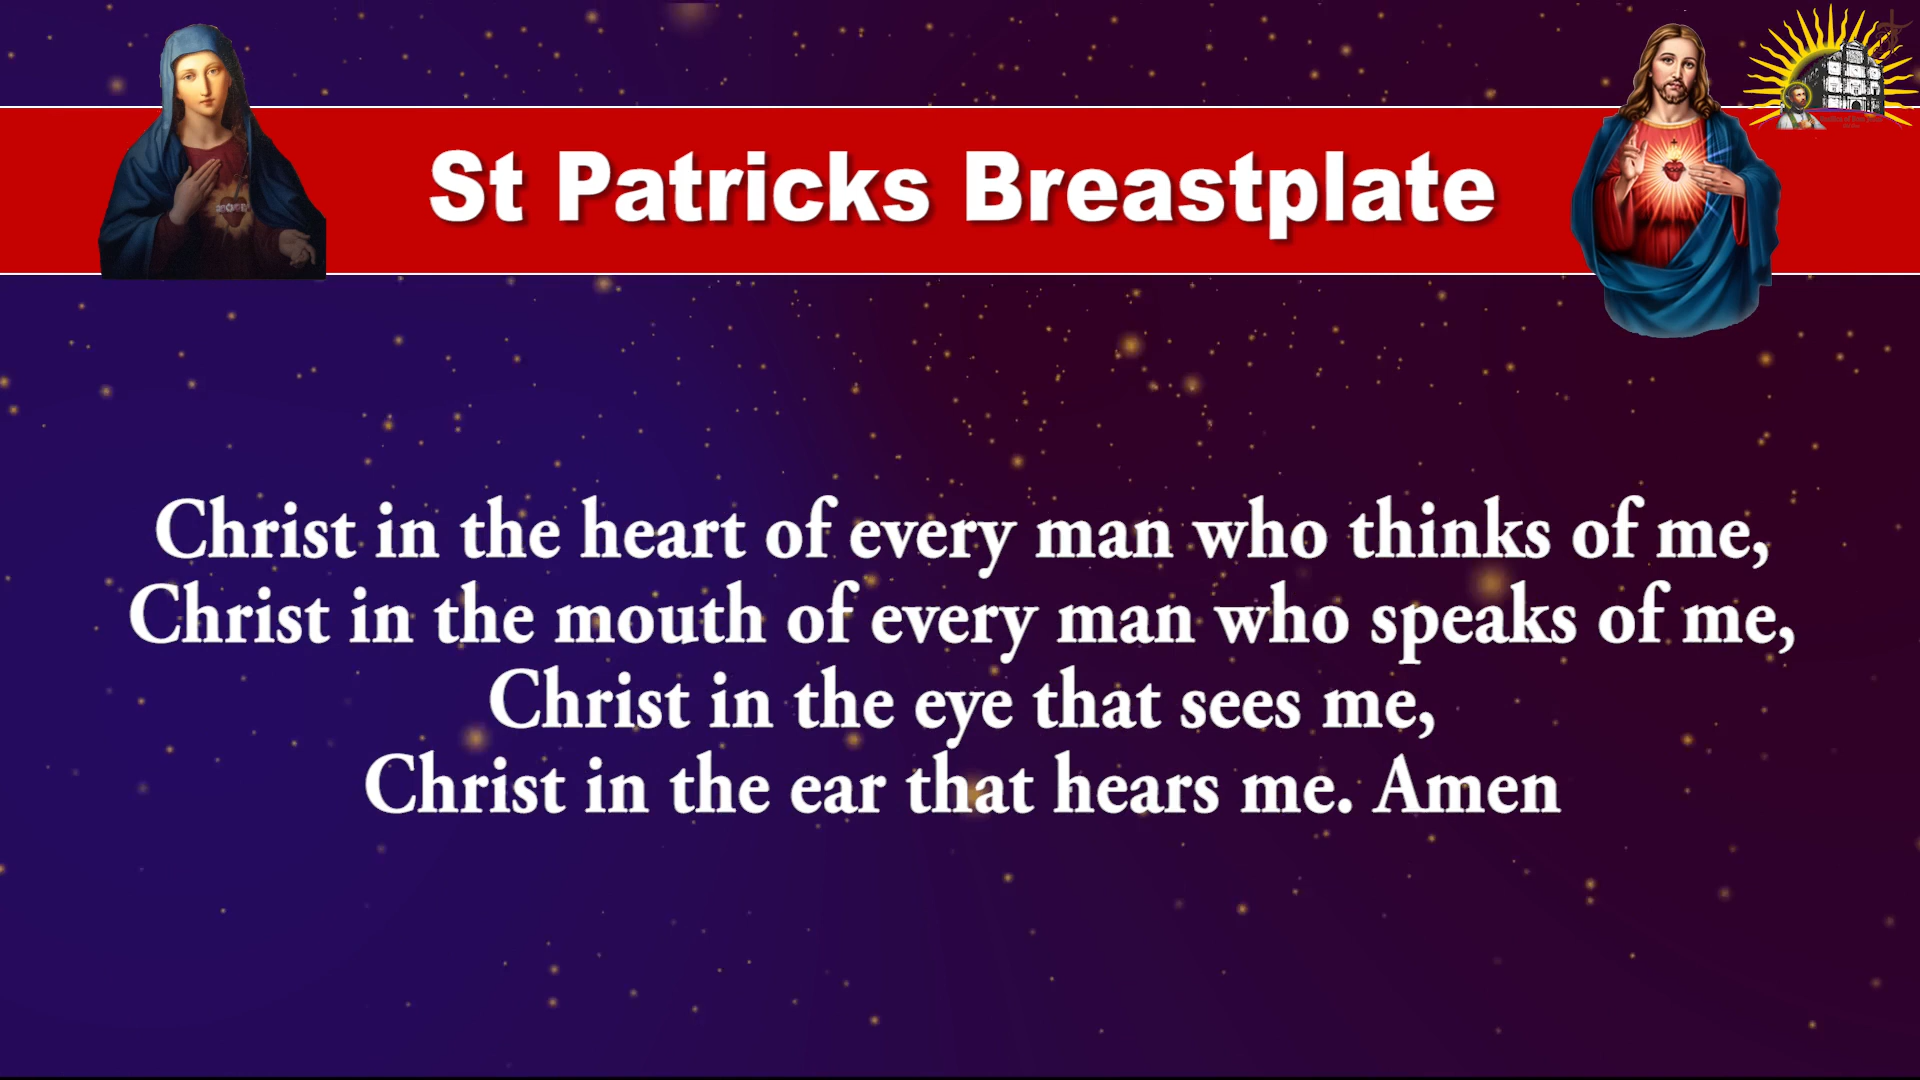 St Patricks Breastplate
Christ in the heart of every man who thinks of me,
Christ in the mouth of every man who speaks of me,
Christ in the eye that sees me,
Christ in the ear that hears me. Amen